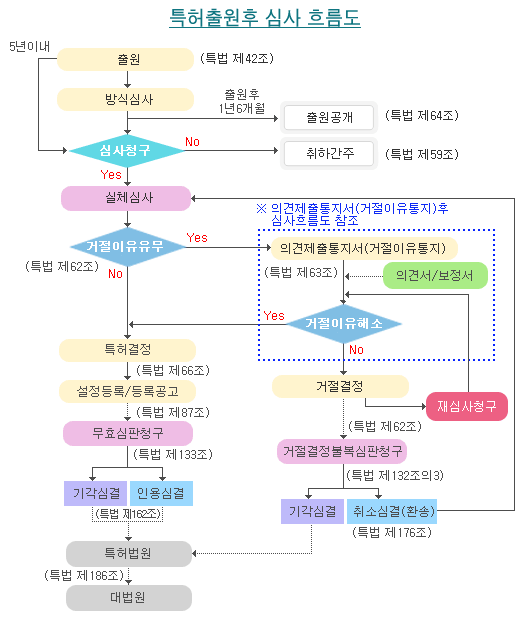 특허출원후 심사 흐름도
5년이내
출원
(특법 제42조)
방식심사
출원후
1년6개월
출원공개
(특법 제64조)
심사청구
No
취하간주
(특법 제59조)
Yes
실체심사
※ 의견제출통지서(거절이유통지)후
심사흐름도 참조
거절이유유무
Yes
의견제출통지서(거절이유통지)
(특법 제62조)
No
(특법 제63조)
의견서/보정서
Yes
거절이유해소
특허결정
No
(특법 제66조)
거절결정
설정등록/등록공고
재심사청구
(특법 제87조)
(특법 제62조)
무효심판청구
거절결정불복심판청구
(특법 제133조)
(특법 제132조의3)
기각심결
인용심결
기각심결
취소심결(환송)
(특법 제162조)
(특법 제176조)
특허법원
(특법 제186조)
대법원